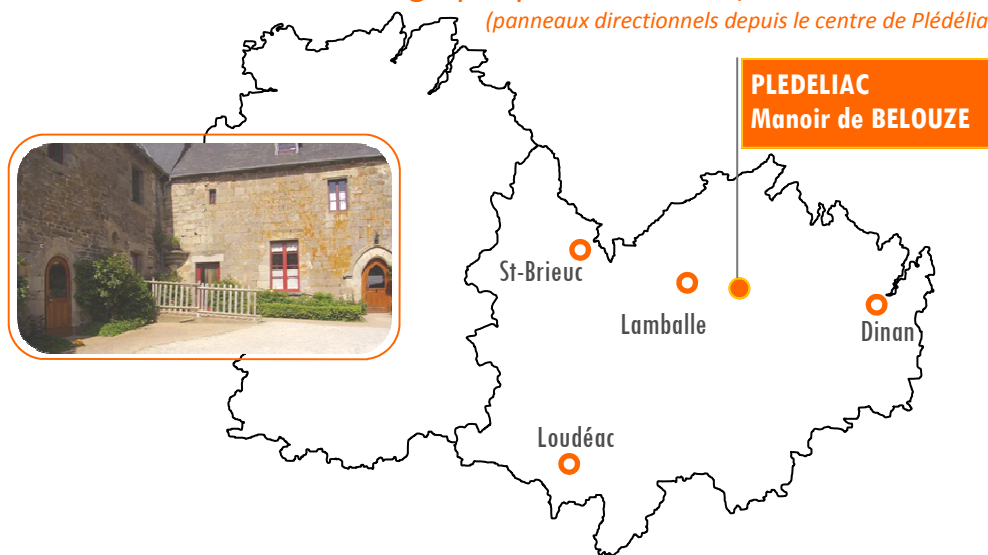 (panneaux directionnels depuis le centre de Plédélia
PLEDELIAC
Manoir de BELOUZE
St-Brieuc
Lamballe
Dinan
Loudéac